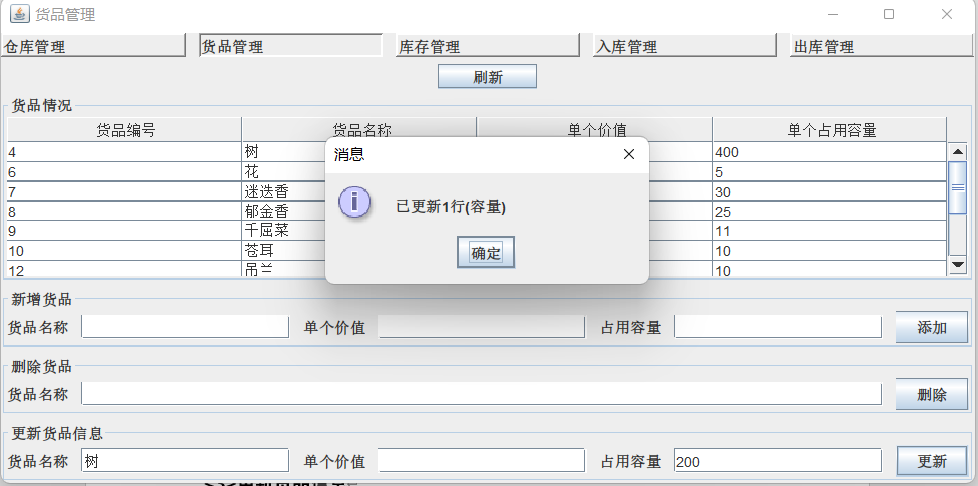 货品管理
仓库管理 货品管理 库存管理 入库管理 出库管理
刷新
货品情况
货品编号 货品名称 单个价值 单个占用容量
4 树 400
6 花 5
7 迷迭香 30
8 郁金香 25
9 千屈菜 11
10 苍耳 10
12 吊兰 10
消息
已更新1行(容量)
确定
新增货品
货品名称 单个价值 占用容量 添加
删除货品
货品名称 删除
更新货品信息
货品名称 树 单个价值 占用容量 200 更新